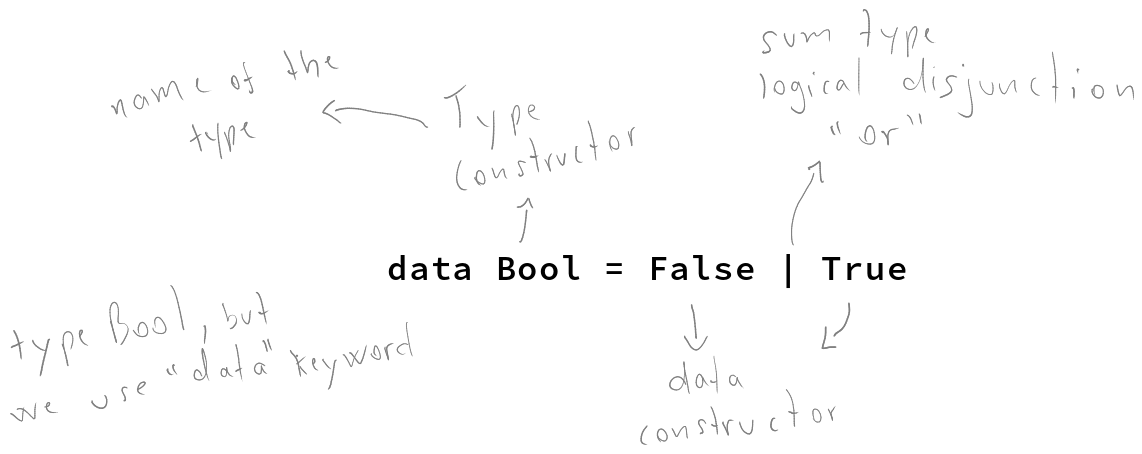 name of the
type
Type
constructor
sum type
logical disjunction
"or"
data Bool = False | True
type Bool, but
we use "data" keyword
data
constructor